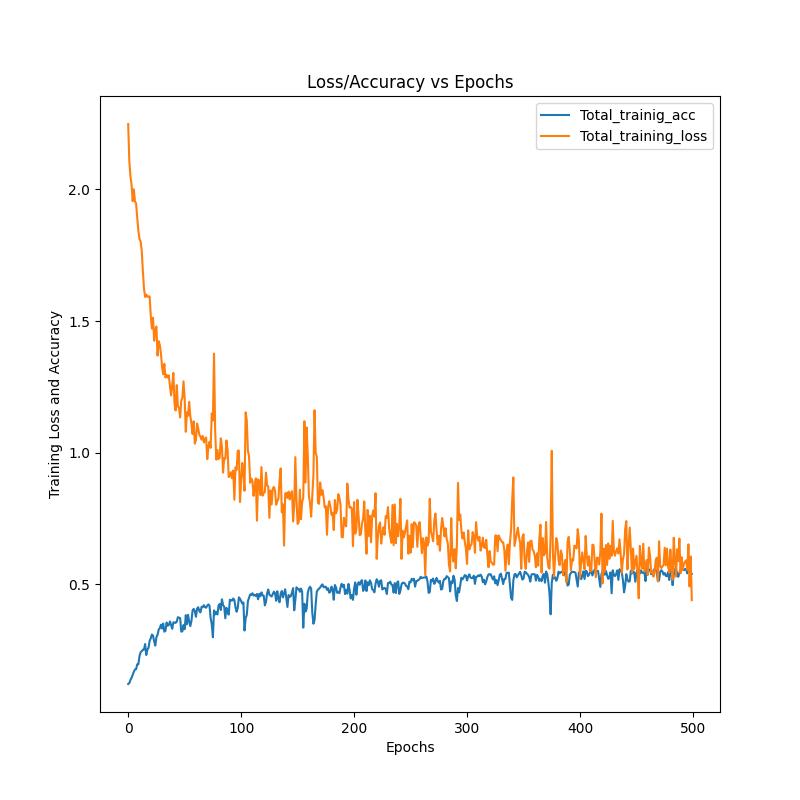 Loss/Accuracy vs Epochs
Total_trainig_acc
Total_training_loss
Training Loss and Accuracy
2.0
1.5
1.0
0.5
0
100
200
300
400
500
Epochs